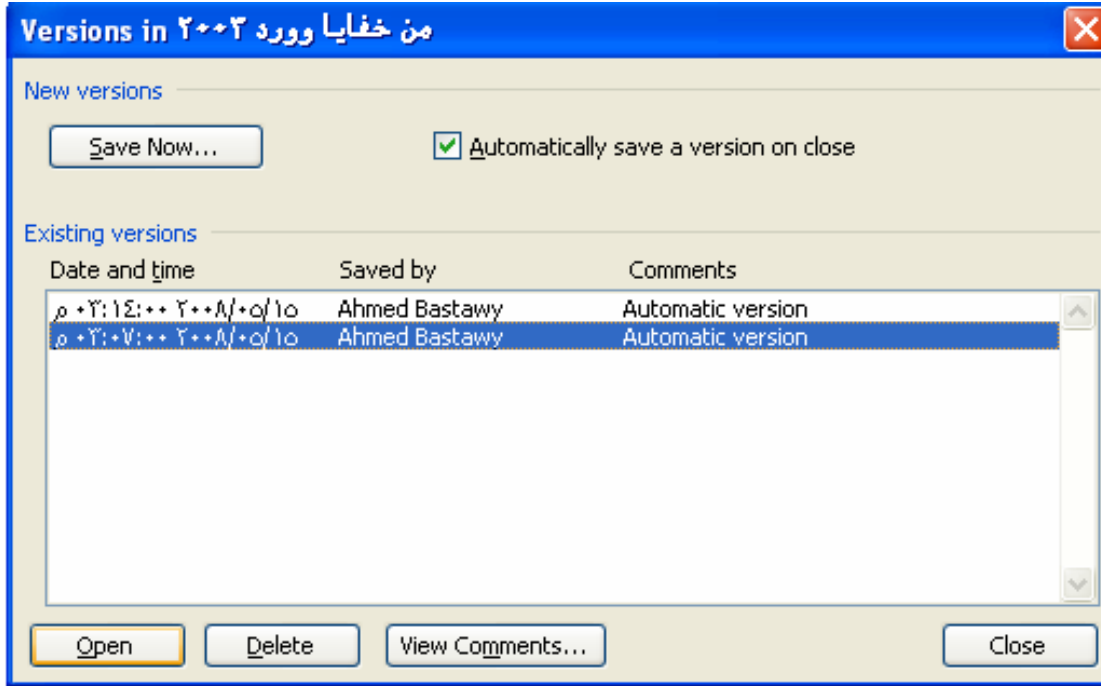 Versions in من خفايا وورد ٢٠٠٣
New versions
Save Now... Automatically save a version on close
Existing versions
Date and time Saved by Comments
م ٠٣:١٤:٠٠ ٢٠٠٨/٠٥/١٥ Ahmed Bastawy Automatic version
م ٠٣:٠٧:٠٠ ٢٠٠٨/٠٥/١٥ Ahmed Bastawy Automatic version
Open Delete View Comments... Close